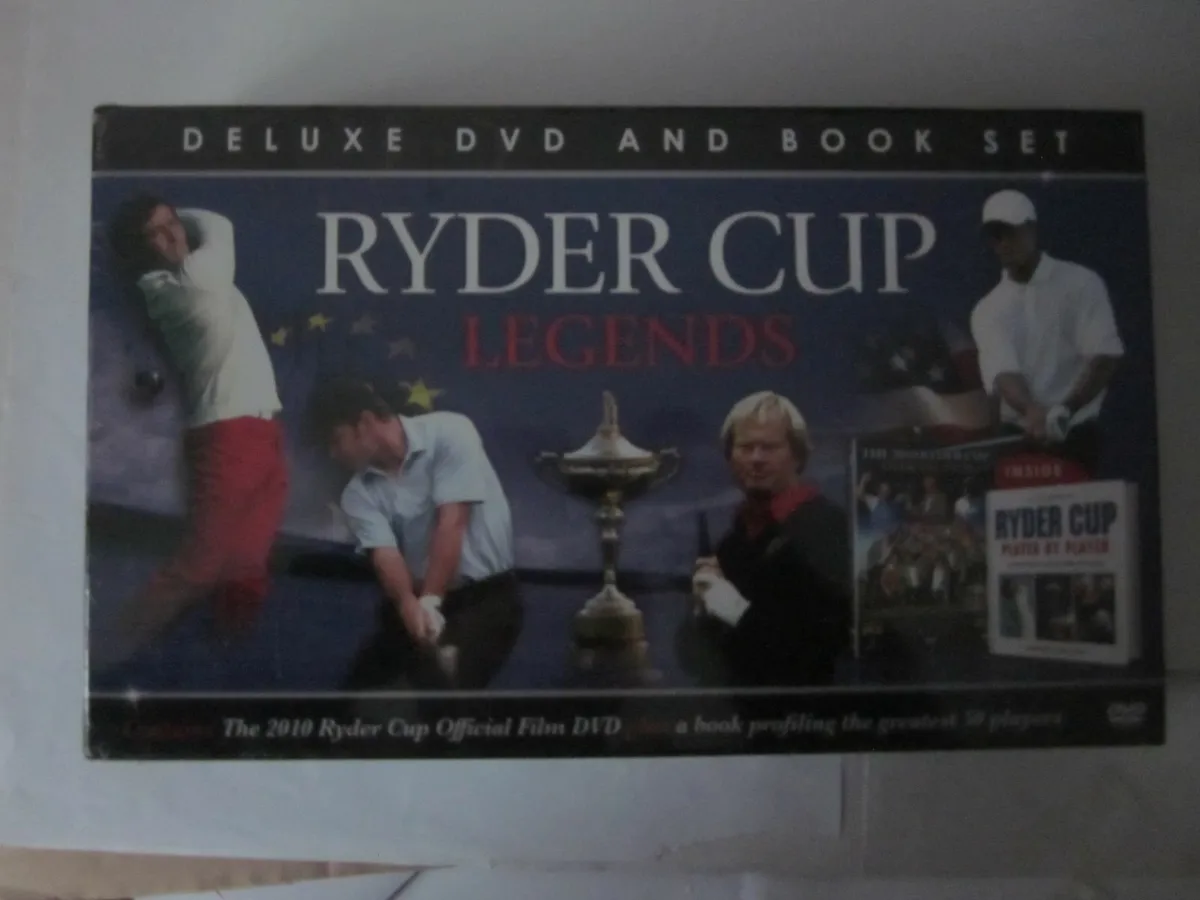 DELUXE DVD AND BOOK SET
RYDER CUP
LEGENDS
INSIDE
RYDER CUP
PLAYER BY PLAYER
The 2010 Ryder Cup Official Film DVD a book profiling the greatest 50 players
DVD